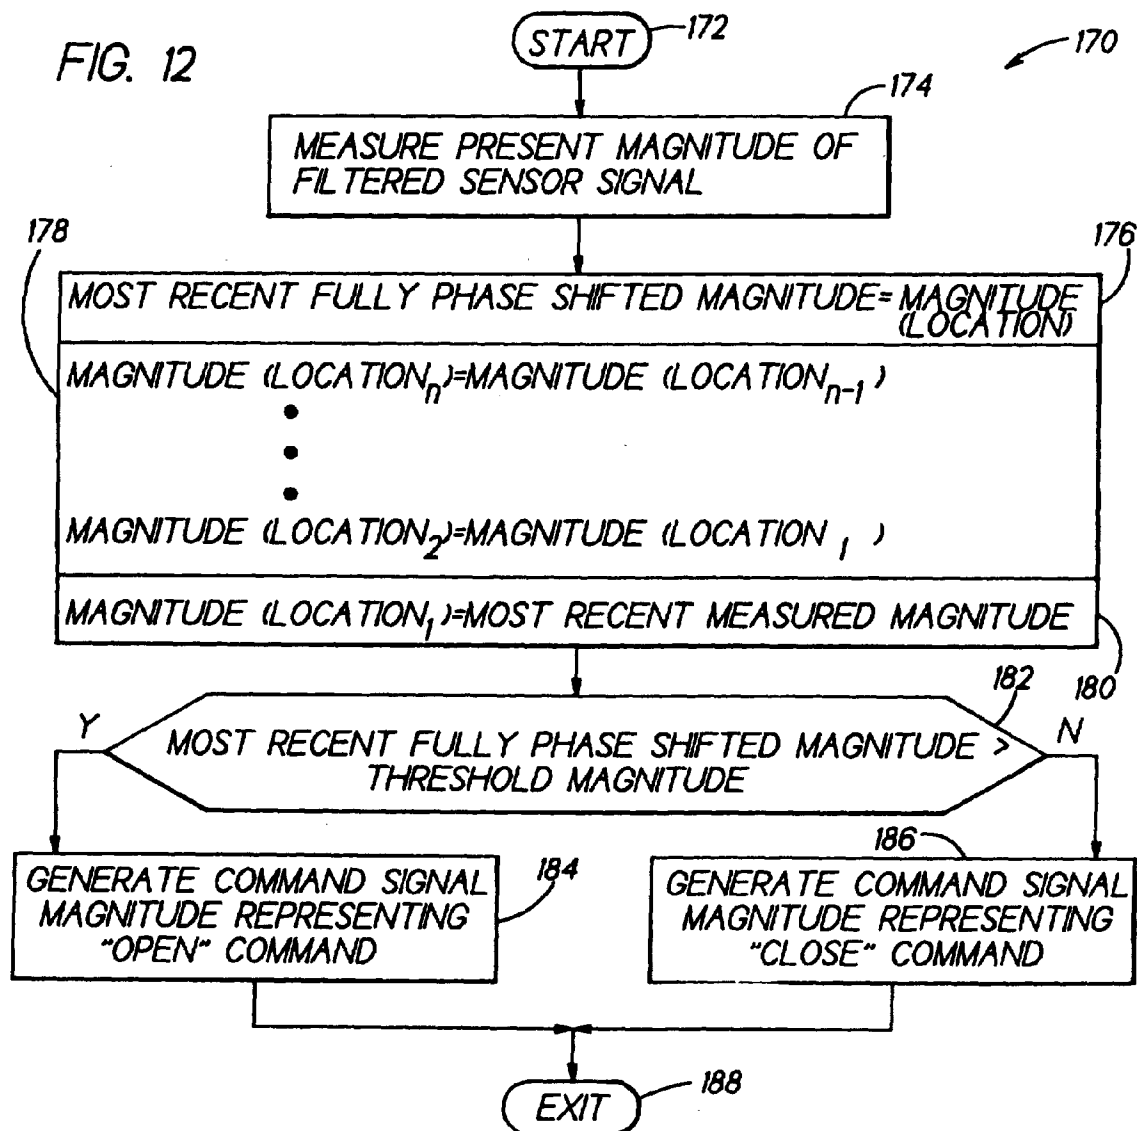 FIG. 12
START
172
170
174
MEASURE PRESENT MAGNITUDE OF
FILTERED SENSOR SIGNAL
178
176
MOST RECENT FULLY PHASE SHIFTED MAGNITUDE= MAGNITUDE
(LOCATION)
MAGNITUDE (LOCATIONn)=MAGNITUDE (LOCATIONn-1)
MAGNITUDE (LOCATION2)=MAGNITUDE (LOCATION 1 )
MAGNITUDE (LOCATION1)=MOST RECENT MEASURED MAGNITUDE
180
182
Y
N
MOST RECENT FULLY PHASE SHIFTED MAGNITUDE >
THRESHOLD MAGNITUDE
184
186
GENERATE COMMAND SIGNAL
MAGNITUDE REPRESENTING
"OPEN" COMMAND
GENERATE COMMAND SIGNAL
MAGNITUDE REPRESENTING
"CLOSE" COMMAND
EXIT
188